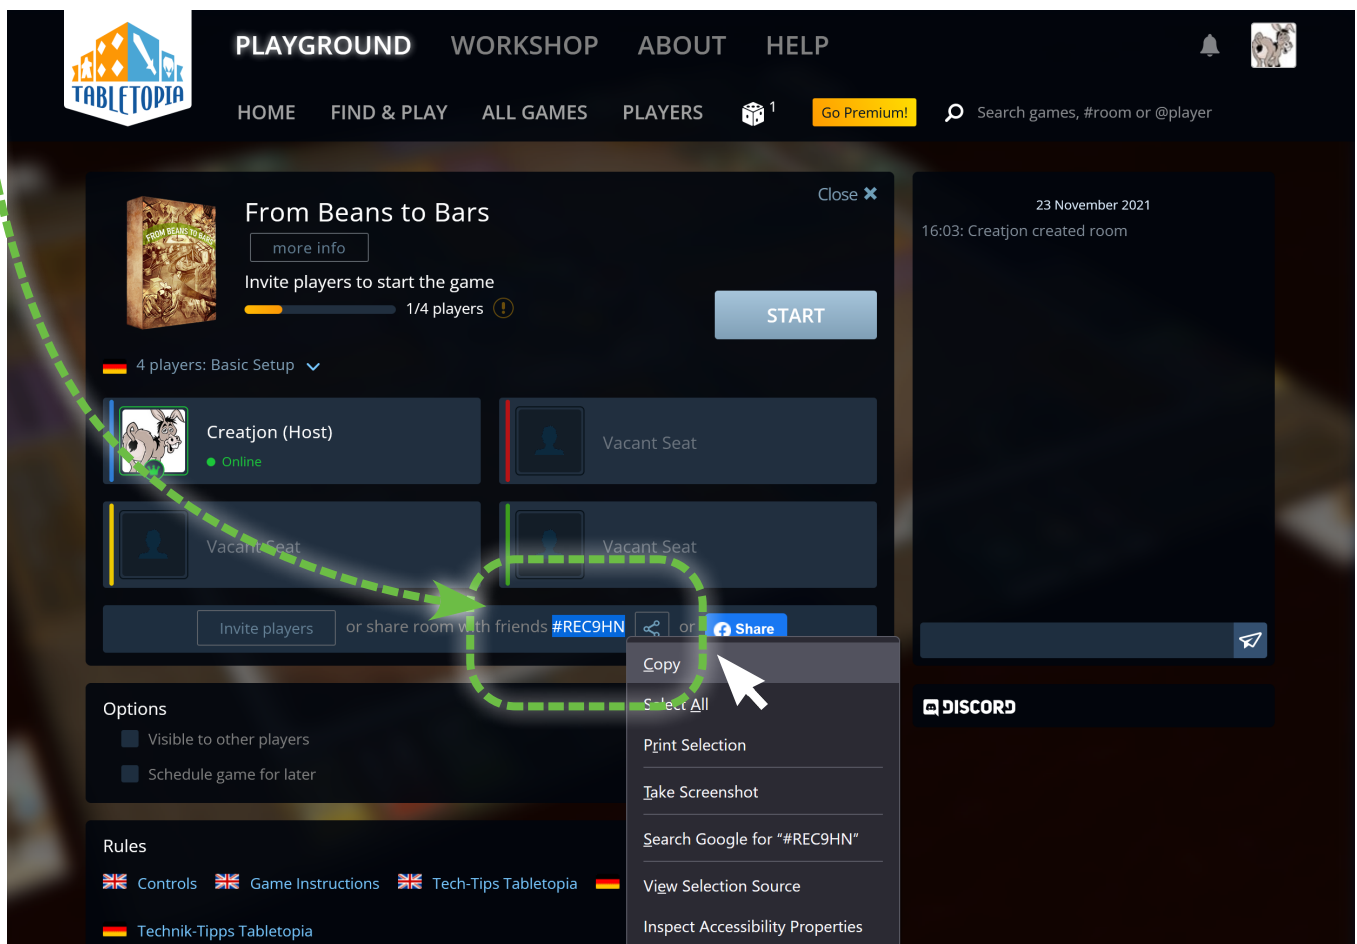 TABLETOPIA
PLAYGROUND WORKSHOP ABOUT HELP
HOME FIND & PLAY ALL GAMES PLAYERS 1 Go Premium! Search games, #room or @player
Close
FROM BEANS TO BARS
From Beans to Bars
more info
Invite players to start the game
1/4 players
START
4 players: Basic Setup
Creatjon (Host)
Online
Vacant Seat
Vacant Seat
Vacant Seat
Invite players or share room with friends #REC9HN or Share
Copy
Select All
Print Selection
Take Screenshot
Search Google for “#REC9HN”
View Selection Source
Inspect Accessibility Properties
Options
Visible to other players
Schedule game for later
Rules
Controls Game Instructions Tech-Tips Tabletopia
Technik-Tipps Tabletopia
23 November 2021
16:03: Creatjon created room
DISCORD